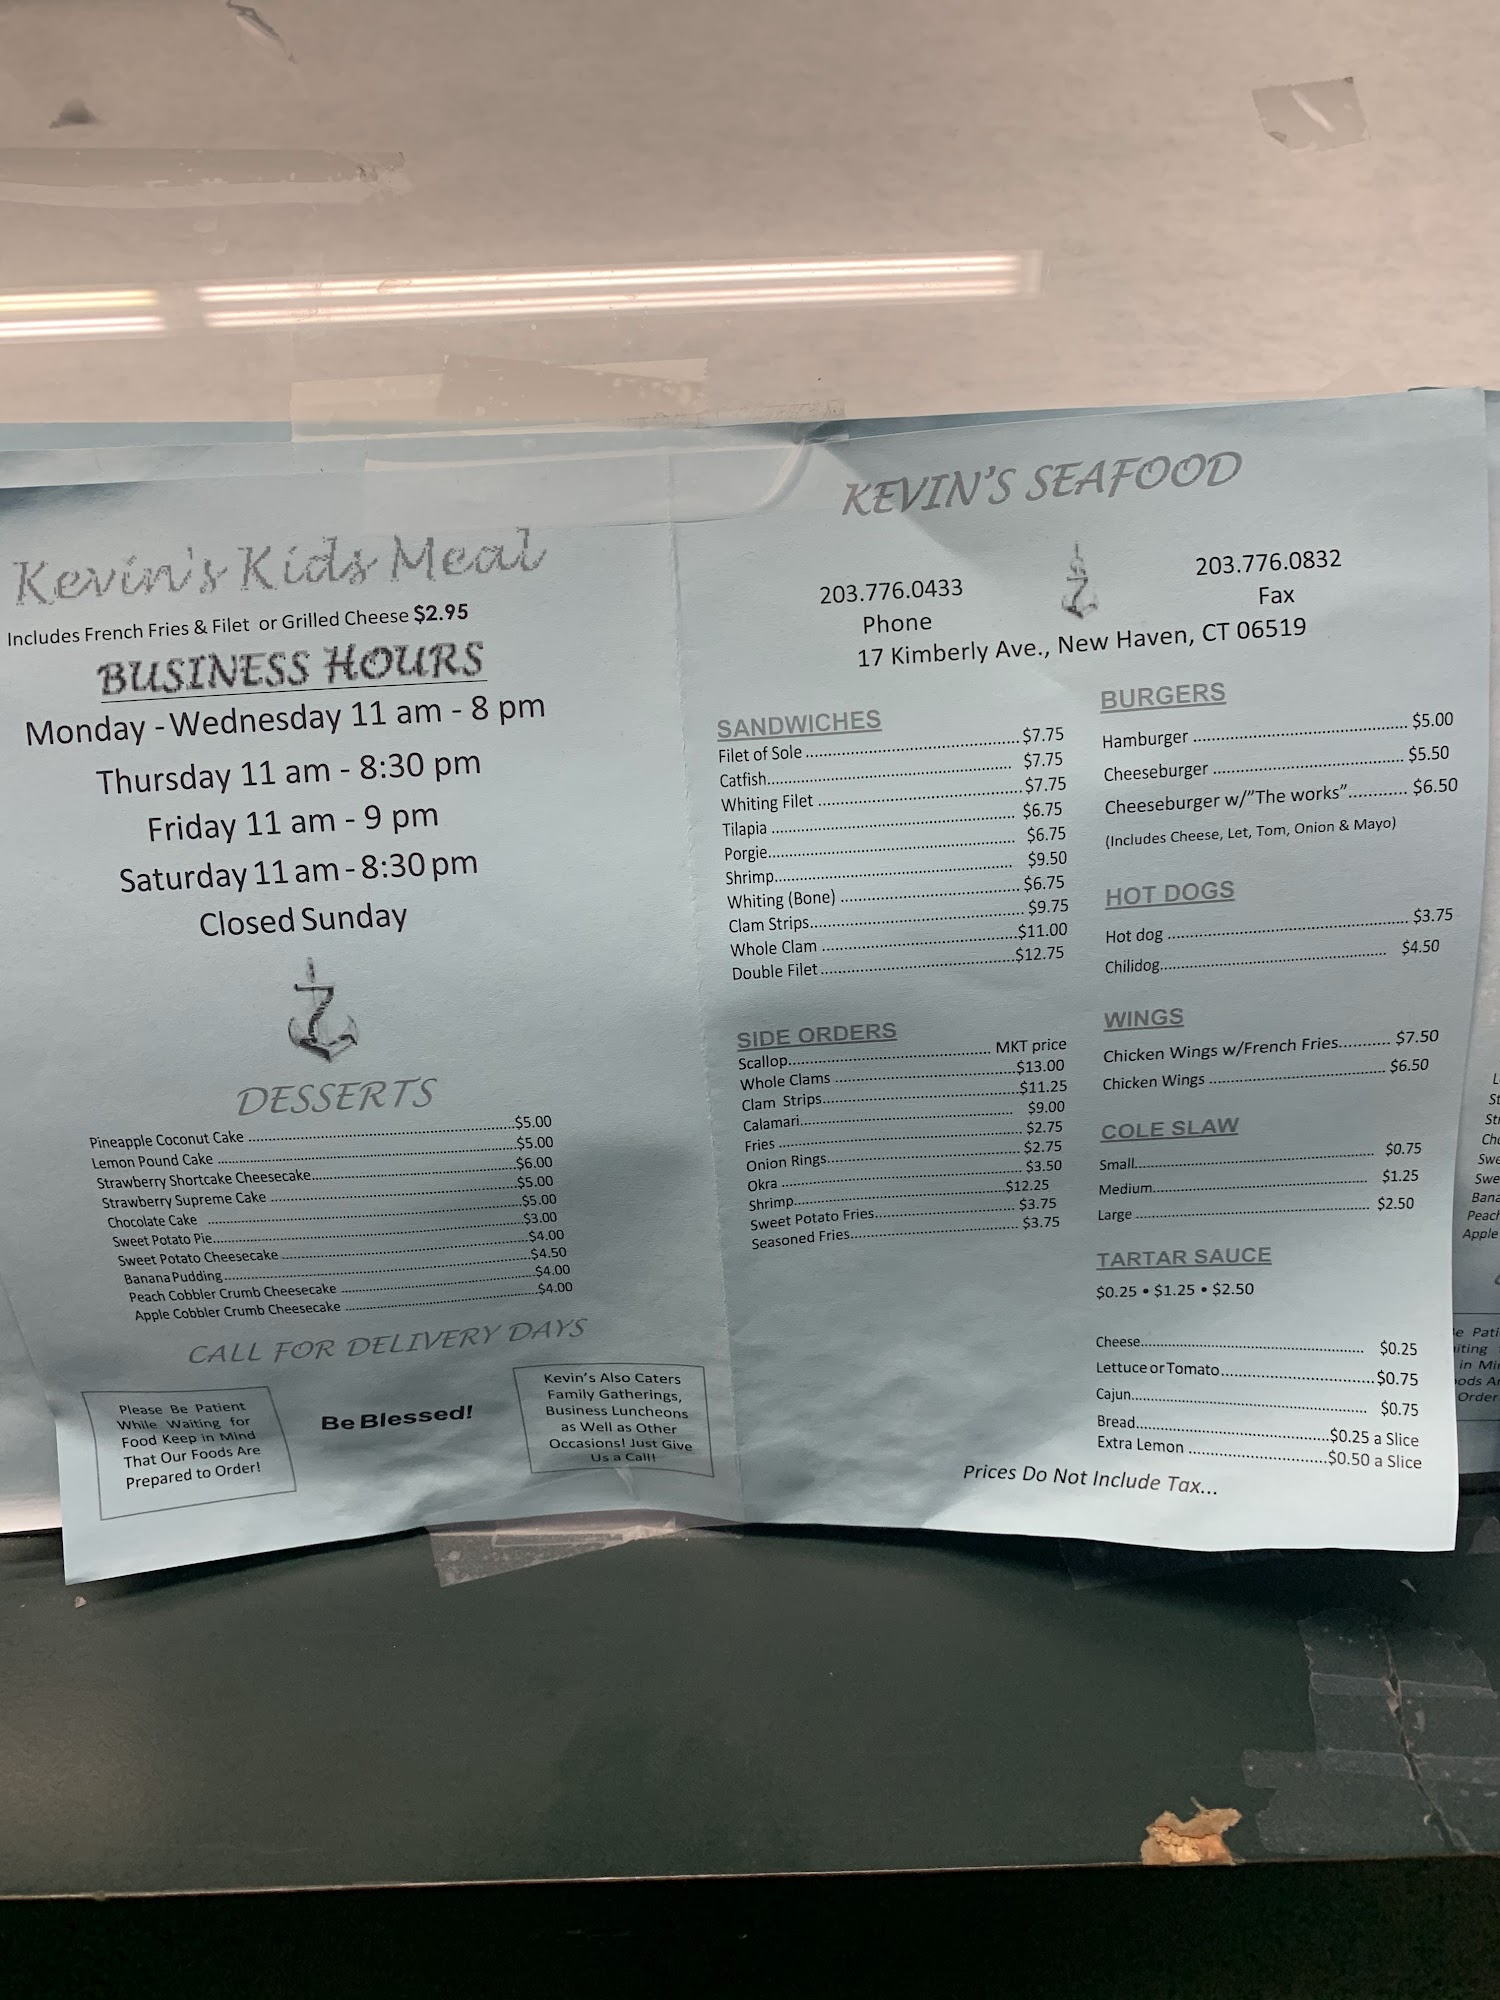 Kevin's Kids Meal
Includes French Fries & Filet or Grilled Cheese $2.95
BUSINESS HOURS
Monday - Wednesday 11 am - 8 pm
Thursday 11 am - 8:30 pm
Friday 11 am - 9 pm
Saturday 11 am - 8:30 pm
Closed Sunday
DESSERTS
Pineapple Coconut Cake $5.00
Lemon Pound Cake $5.00
Strawberry Shortcake Cheesecake $6.00
Strawberry Supreme Cake $5.00
Chocolate Cake $5.00
Sweet Potato Pie $3.00
Sweet Potato Cheesecake $4.00
Banana Pudding $4.50
Peach Cobbler Crumb Cheesecake $4.00
Apple Cobbler Crumb Cheesecake $4.00
CALL FOR DELIVERY DAYS
Please Be Patient
While Waiting for
Food Keep in Mind
That Our Foods Are
Prepared to Order!
Be Blessed!
Kevin's Also Caters
Family Gatherings,
Business Luncheons
as Well as Other
Occasions! Just Give
Us a Call!
KEVIN'S SEAFOOD
203.776.0433
Phone
203.776.0832
Fax
17 Kimberly Ave., New Haven, CT 06519
SANDWICHES
Filet of Sole $7.75
Catfish $7.75
Whiting Filet $7.75
Tilapia $6.75
Porgie $6.75
Shrimp $9.50
Whiting (Bone) $6.75
Clam Strips $9.75
Whole Clam $11.00
Double Filet $12.75
SIDE ORDERS
Scallop MKT price
Whole Clams $13.00
Clam Strips $11.25
Calamari $9.00
Fries $2.75
Onion Rings $2.75
Okra $3.50
Shrimp $12.25
Sweet Potato Fries $3.75
Seasoned Fries $3.75
BURGERS
Hamburger $5.00
Cheeseburger $5.50
Cheeseburger w/"The works" $6.50
(Includes Cheese, Let, Tom, Onion & Mayo)
HOT DOGS
Hot dog $3.75
Chilidog $4.50
WINGS
Chicken Wings w/French Fries $7.50
Chicken Wings $6.50
COLE SLAW
Small $0.75
Medium $1.25
Large $2.50
TARTAR SAUCE
$0.25 • $1.25 • $2.50
Cheese $0.25
Lettuce or Tomato $0.75
Cajun $0.75
Bread $0.25 a Slice
Extra Lemon $0.50 a Slice
Prices Do Not Include Tax...